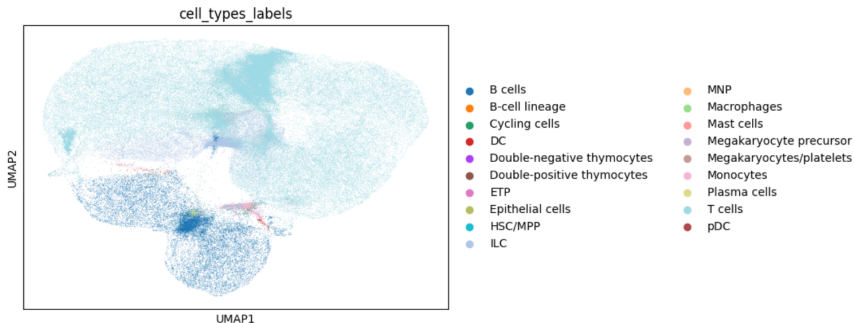 cell_types_labels
UMAP2
UMAP1
B cells
B-cell lineage
Cycling cells
DC
Double-negative thymocytes
Double-positive thymocytes
ETP
Epithelial cells
HSC/MPP
ILC
MNP
Macrophages
Mast cells
Megakaryocyte precursor
Megakaryocytes/platelets
Monocytes
Plasma cells
T cells
pDC